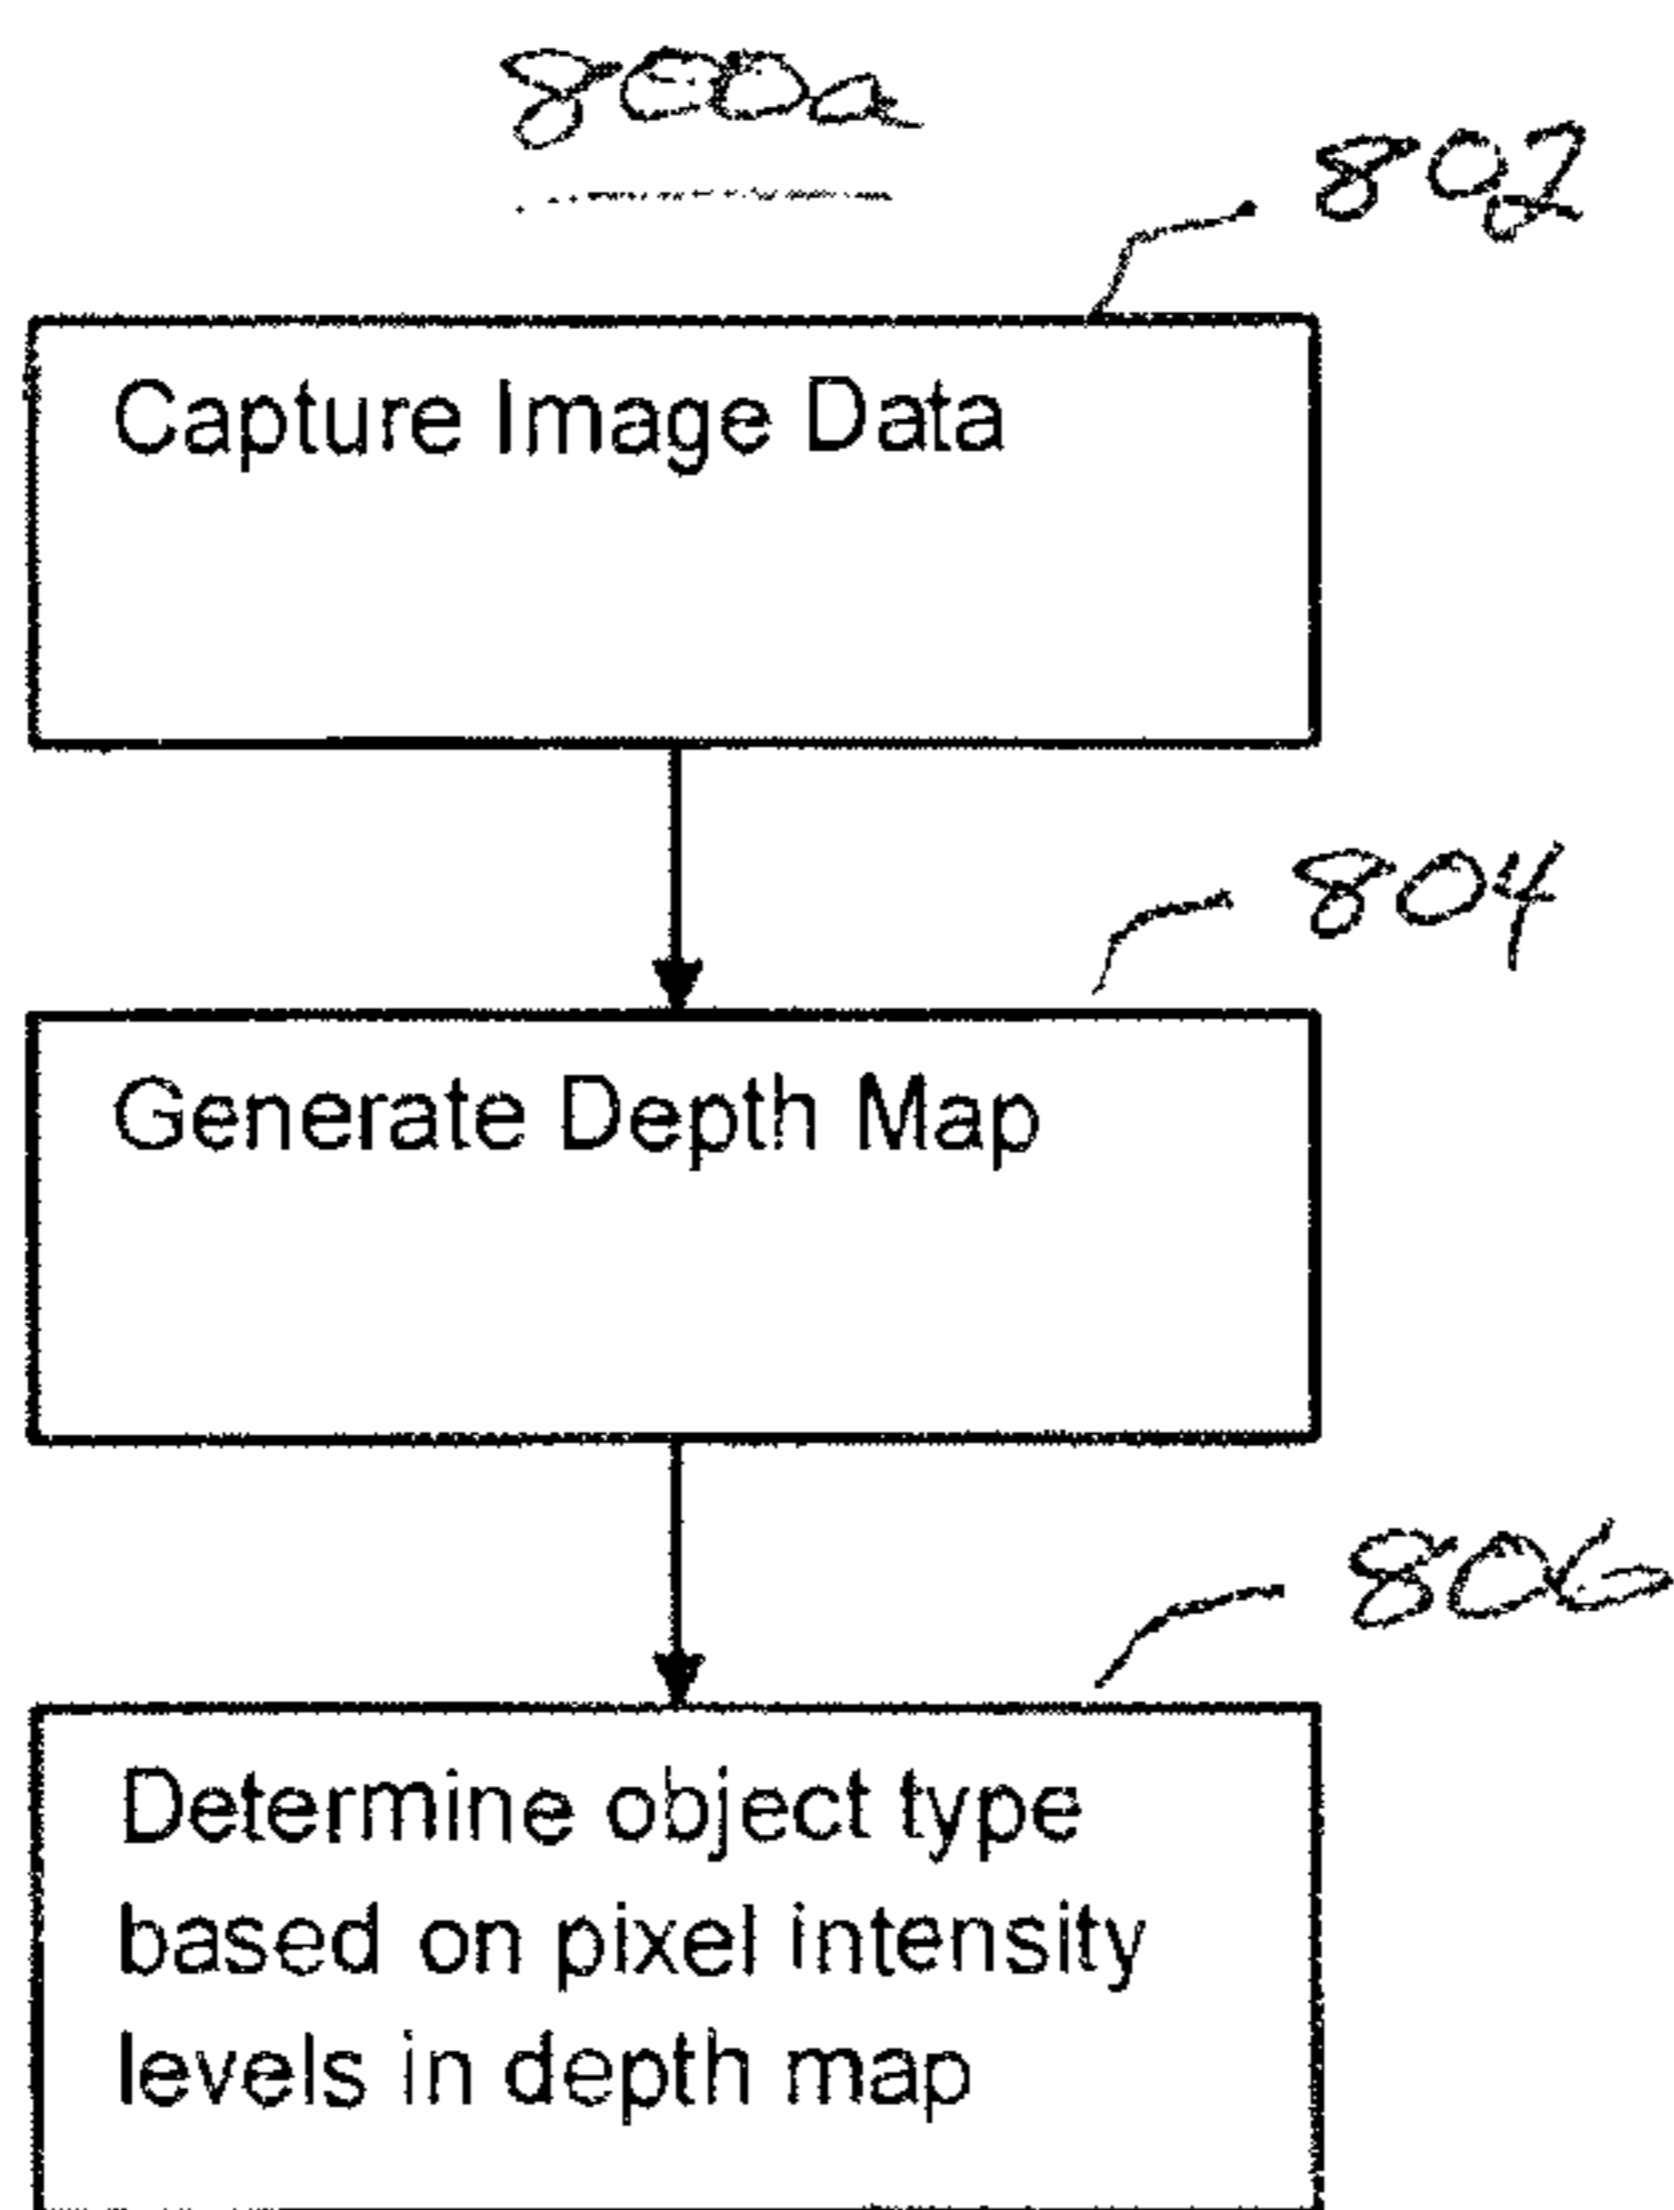 800a
802
Capture Image Data
804
Generate Depth Map
806
Determine object type
based on pixel intensity
levels in depth map